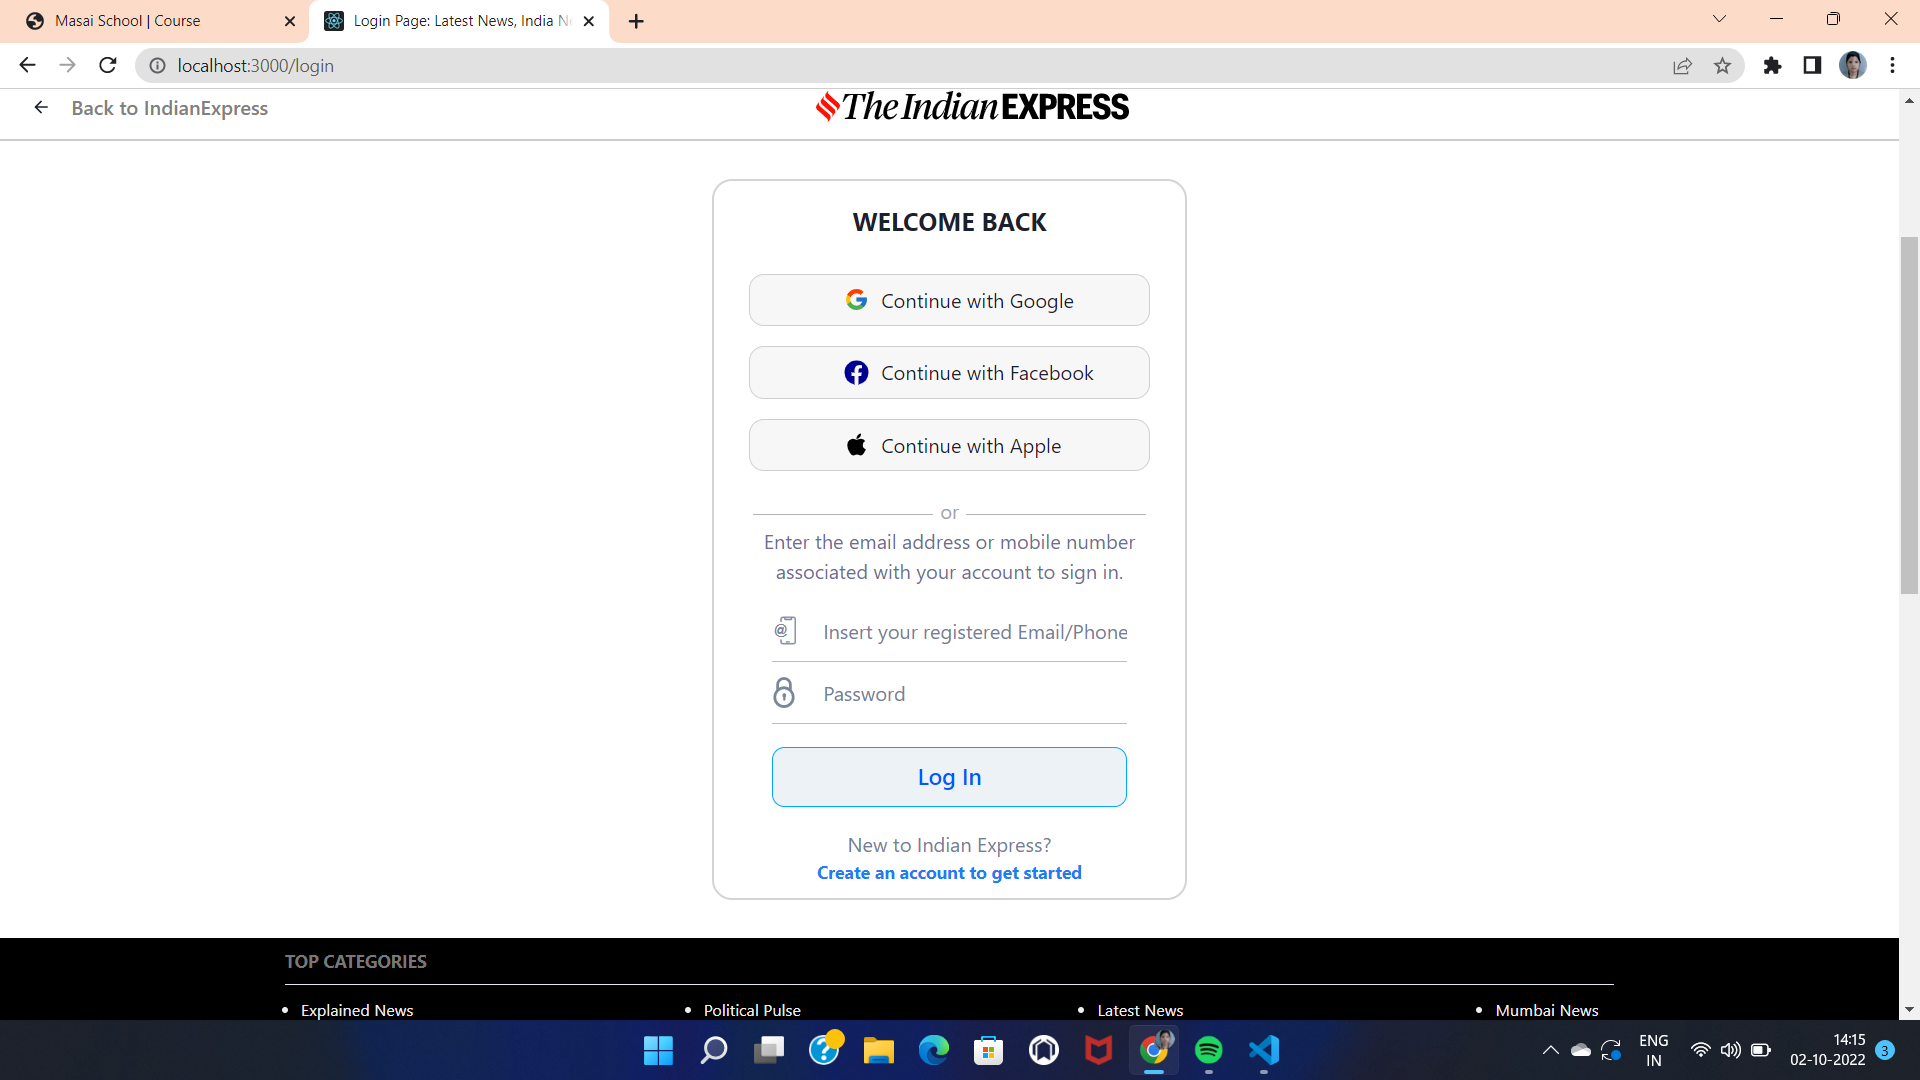 Masai School | Course
Login Page: Latest News, India N
localhost:3000/login
Back to IndianExpress
The Indian EXPRESS
WELCOME BACK
Continue with Google
Continue with Facebook
Continue with Apple
or
Enter the email address or mobile number
associated with your account to sign in.
@
Insert your registered Email/Phone
Password
Log In
New to Indian Express?
Create an account to get started
TOP CATEGORIES
Explained News
Political Pulse
Latest News
Mumbai News
ENG
IN
14:15
02-10-2022
3